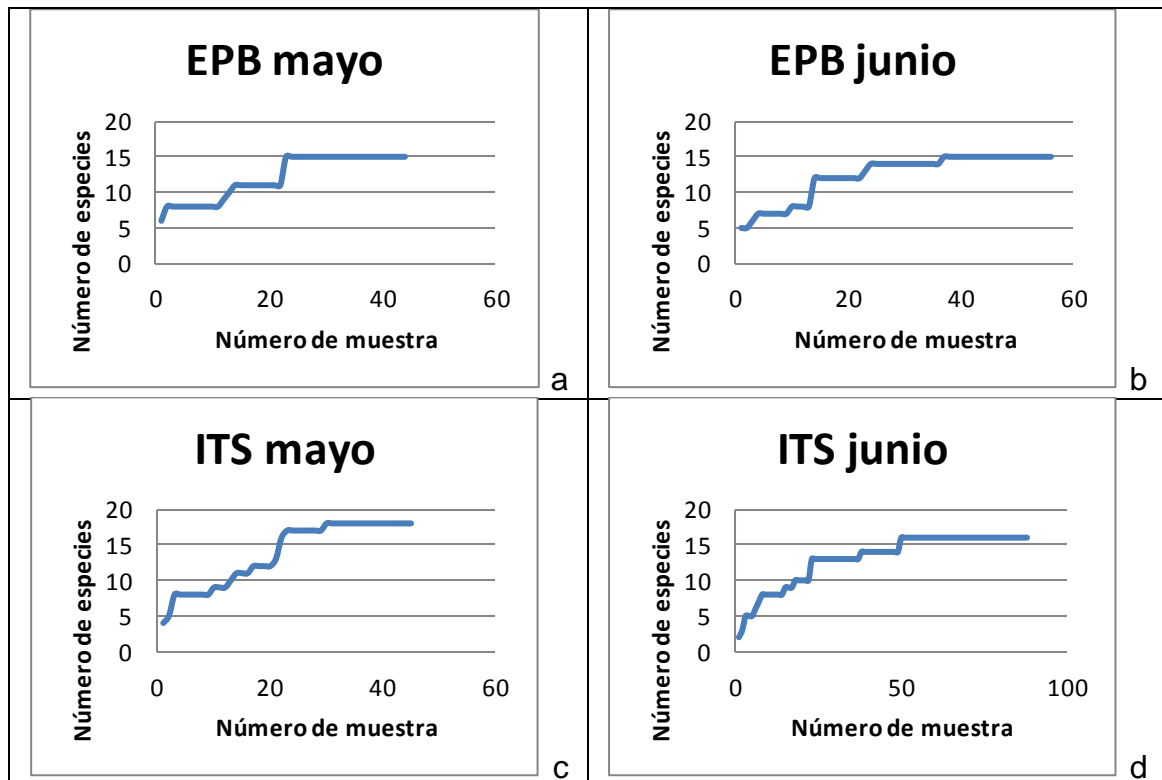 EPB mayo
Número de especies
20
15
10
5
0
0 20 40 60
Número de muestra
a
EPB junio
Número de especies
20
15
10
5
0
0 20 40 60
Número de muestra
b
ITS mayo
Número de especies
20
15
10
5
0
0 20 40 60
Número de muestra
c
ITS junio
Número de especies
20
15
10
5
0
0 50 100
Número de muestra
d